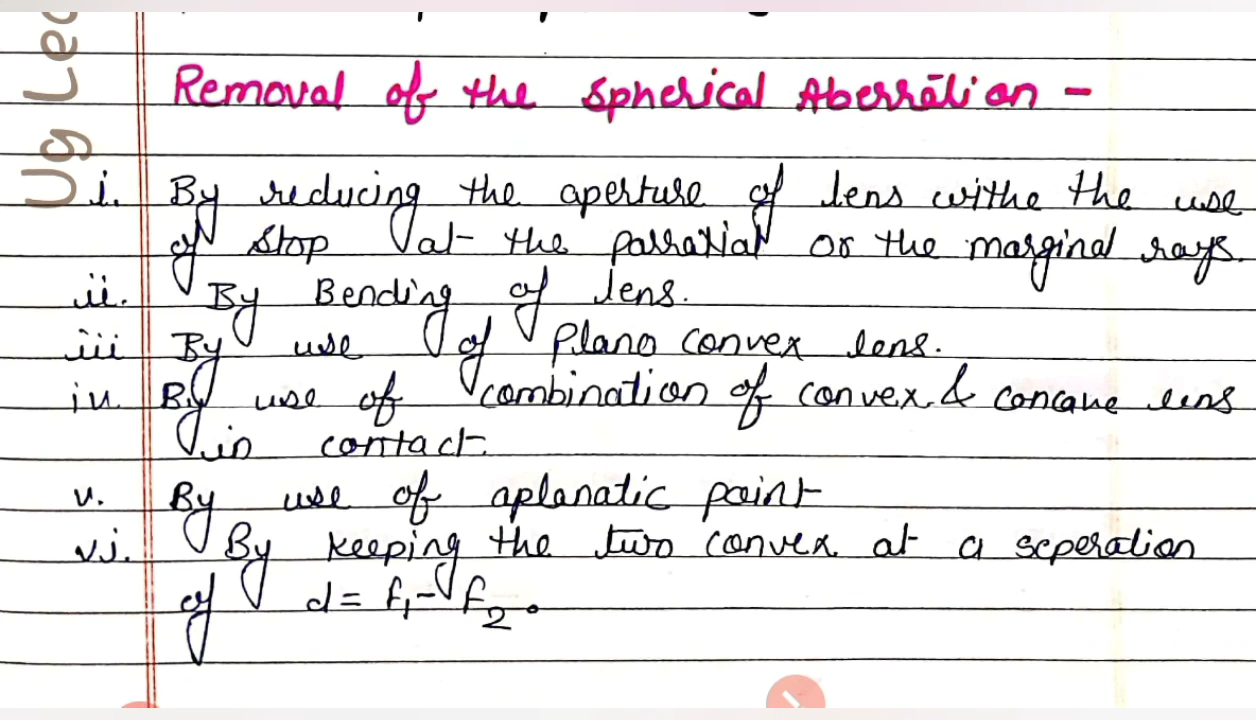 Ug Lec
Removal of the Spherical Aberration -
i. By reducing the aperture of lens withe the use
of stop at the parraxial or the marginal rays.
ii. By Bending of lens.
iii By use of Plano convex lens.
iv. By use of combination of convex & concave lens
in contact.
v. By use of aplanatic point
vi. By keeping the two convex at a seperation
of d = f₁ - f₂.